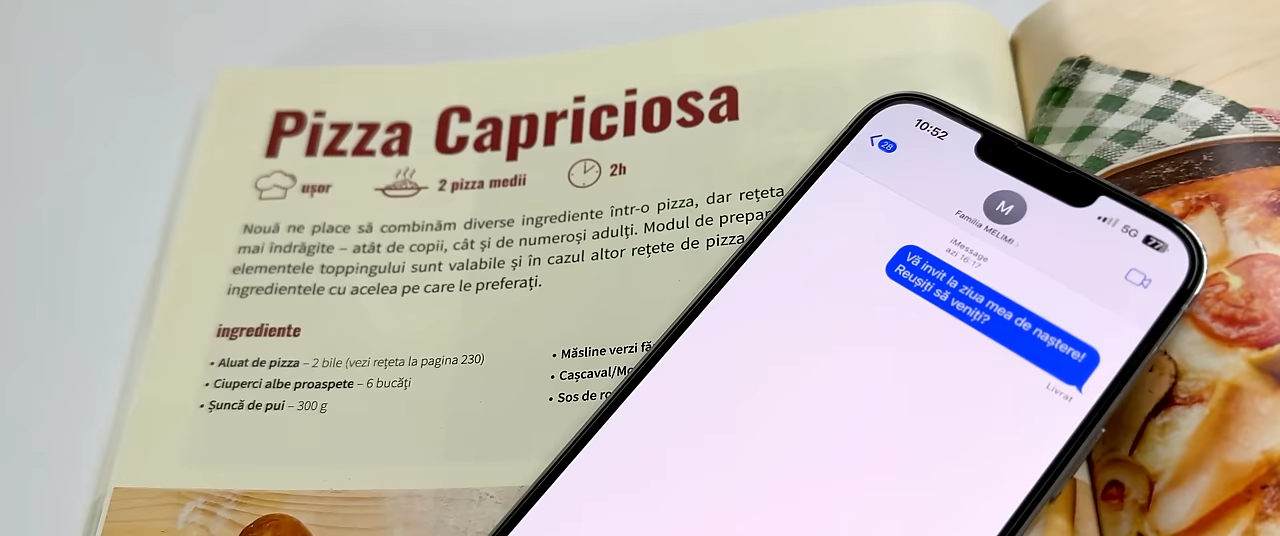 Pizza Capriciosa
ușor
2 pizza medii
2h
Nouă ne place să combinăm diverse ingrediente într-o pizza, dar rețeta
mai îndrăgite – atât de copii, cât și de numeroși adulți. Modul de
elementele toppingului sunt valabile și în cazul altor rețete de pizza
ingredientele cu acelea pe care le preferați.
ingrediente
• Aluat de pizza – 2 bile (vezi rețeta la pagina 230)
• Ciuperci albe proaspete – 6 bucăți
• Șuncă de pui – 300 g
• Măsline verzi
• Cașcaval/
• Sos de
10:52
5G
77
28
M
Familia MELIMI
iMessage
azi 16:17
Vă invit la ziua mea de naștere!
Reușiți să veniți?
Livrat